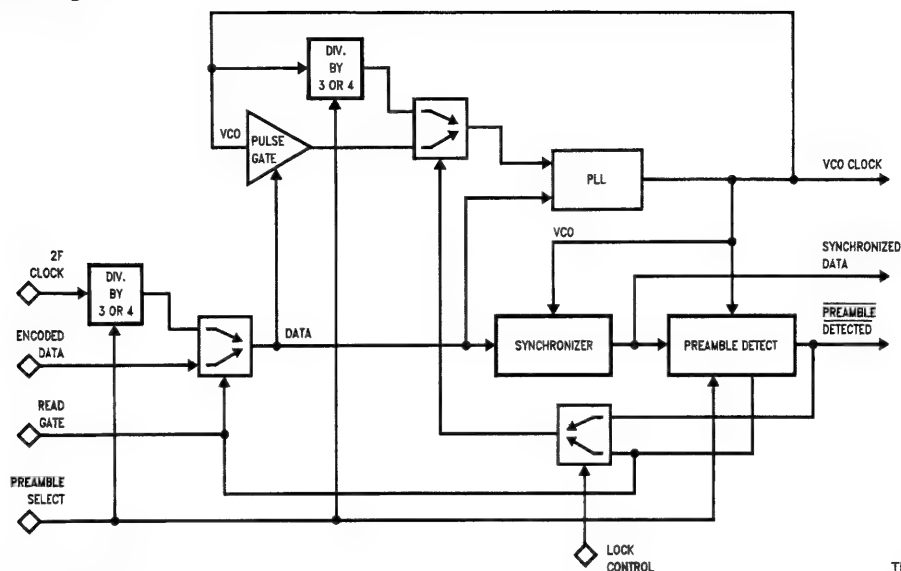 DIV.
BY
3 OR 4
VCO
PULSE
GATE
PLL
VCO CLOCK
VCO
SYNCHRONIZED
DATA
2F
CLOCK
DIV.
BY
3 OR 4
ENCODED
DATA
DATA
SYNCHRONIZER
PREAMBLE DETECT
PREAMBLE
DETECTED
READ
GATE
PREAMBLE
SELECT
LOCK
CONTROL